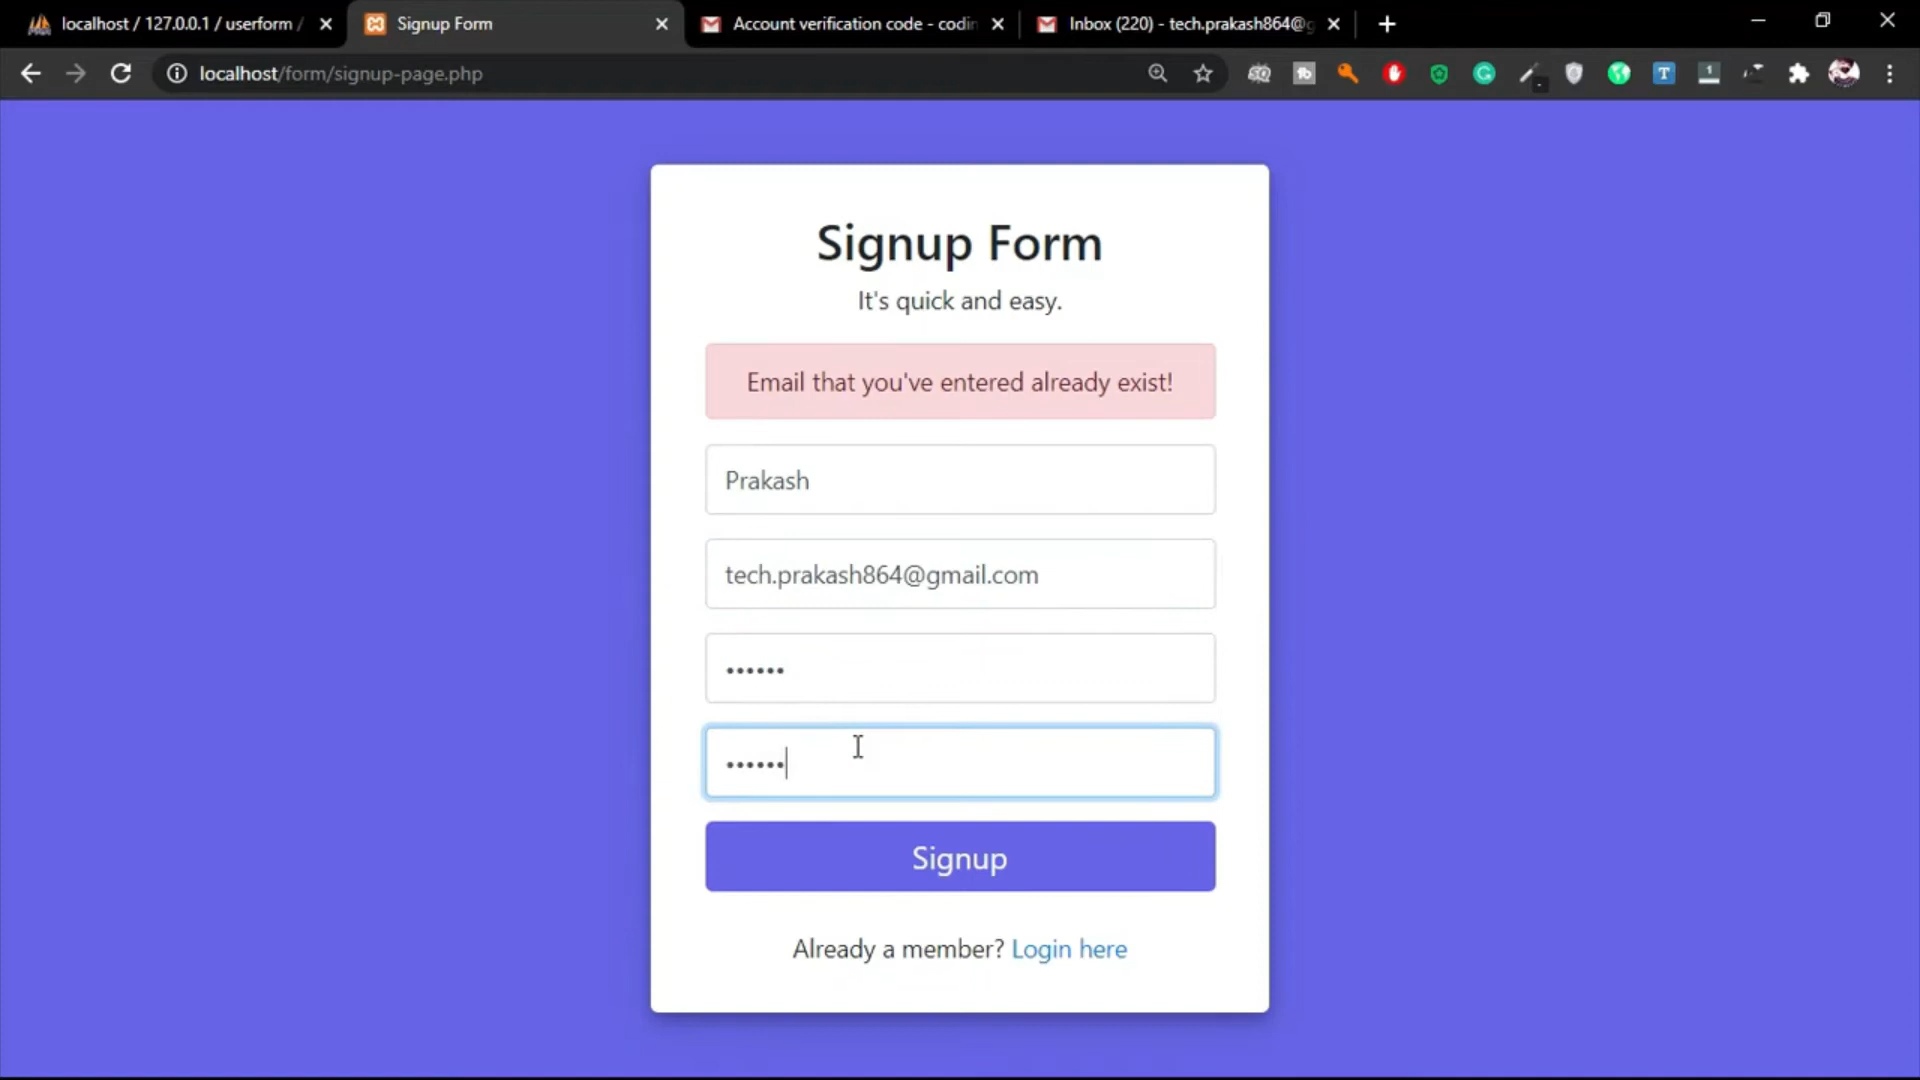 localhost / 127.0.0.1 / userform /
Signup Form
Account verification code - codin
Inbox (220) - tech.prakash864@g
localhost/form/signup-page.php
Signup Form
It's quick and easy.
Email that you've entered already exist!
Prakash
tech.prakash864@gmail.com
••••••
••••••
Signup
Already a member? Login here